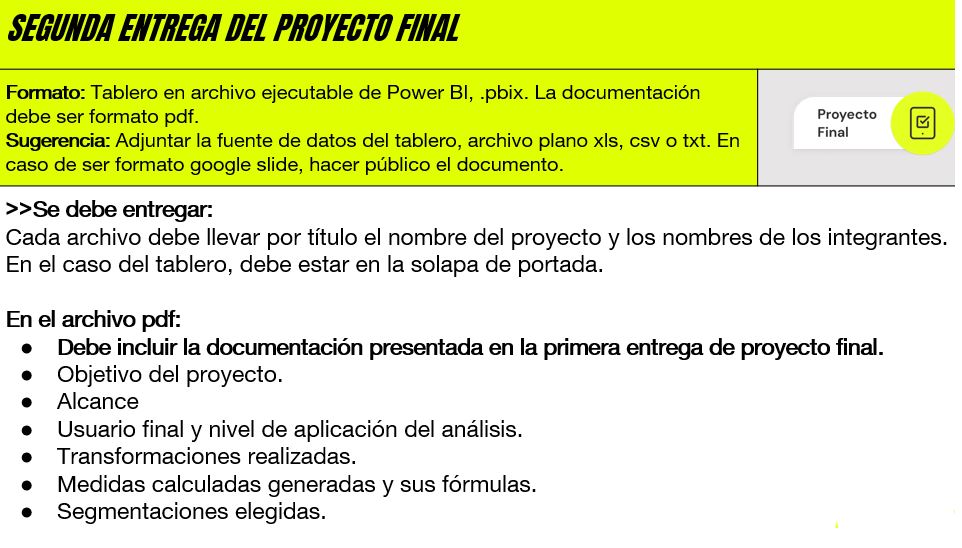 SEGUNDA ENTREGA DEL PROYECTO FINAL
Formato: Tablero en archivo ejecutable de Power BI, .pbix. La documentación
debe ser formato pdf.
Sugerencia: Adjuntar la fuente de datos del tablero, archivo plano xls, csv o txt. En
caso de ser formato google slide, hacer público el documento.
Proyecto
Final
>>Se debe entregar:
Cada archivo debe llevar por título el nombre del proyecto y los nombres de los integrantes.
En el caso del tablero, debe estar en la solapa de portada.
En el archivo pdf:
● Debe incluir la documentación presentada en la primera entrega de proyecto final.
● Objetivo del proyecto.
● Alcance
● Usuario final y nivel de aplicación del análisis.
● Transformaciones realizadas.
● Medidas calculadas generadas y sus fórmulas.
● Segmentaciones elegidas.